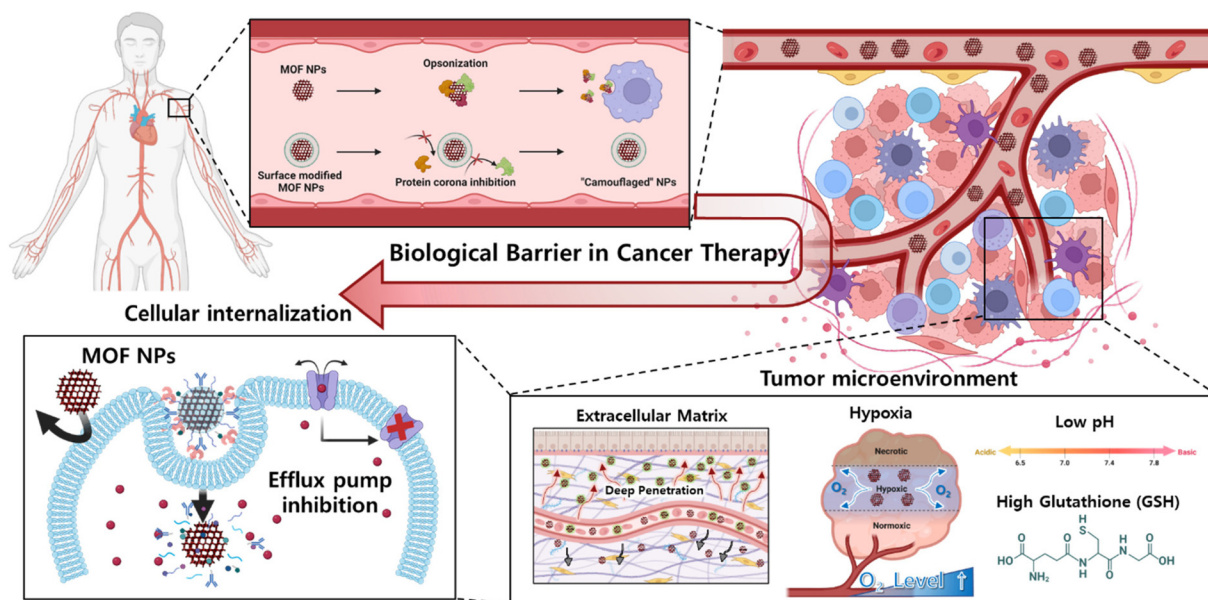 MOF NPs
Opsonization
Surface modified
MOF NPs
Protein corona inhibition
"Camouflaged" NPs
Biological Barrier in Cancer Therapy
Cellular internalization
MOF NPs
Efflux pump
inhibition
Tumor microenvironment
Extracellular Matrix
Deep Penetration
Hypoxia
Necrotic
O₂
Hypoxic
O₂
Normoxic
O₂ Level ↑
Low pH
Acidic
Basic
6.5 7.0 7.4 7.8
High Glutathione (GSH)
H
S
O
O
HO
OH
NH₂
N
H
O
H
N
O